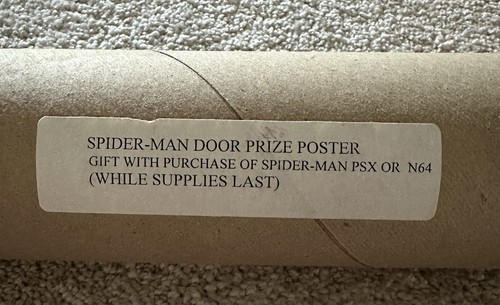 SPIDER-MAN DOOR PRIZE POSTER
GIFT WITH PURCHASE OF SPIDER-MAN PSX OR N64
(WHILE SUPPLIES LAST)